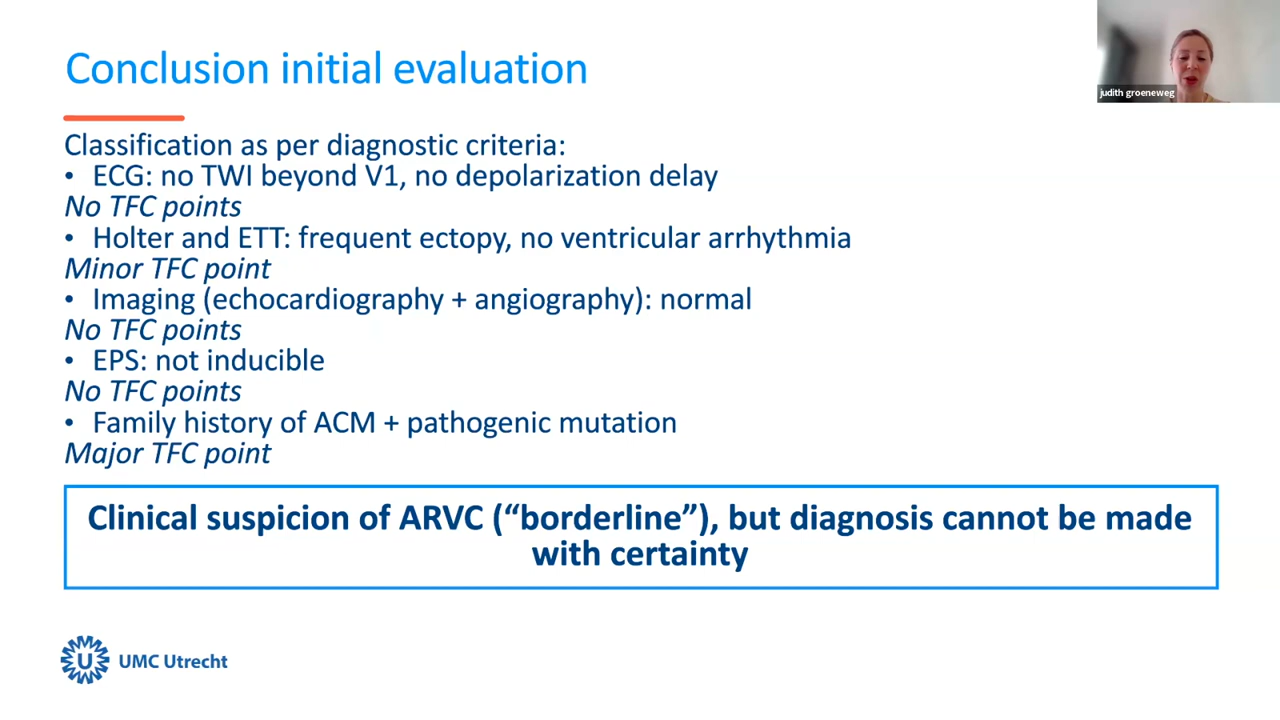 Conclusion initial evaluation
judith groeneweg
Classification as per diagnostic criteria:
• ECG: no TWI beyond V1, no depolarization delay
No TFC points
• Holter and ETT: frequent ectopy, no ventricular arrhythmia
Minor TFC point
• Imaging (echocardiography + angiography): normal
No TFC points
• EPS: not inducible
No TFC points
• Family history of ACM + pathogenic mutation
Major TFC point
Clinical suspicion of ARVC (“borderline”), but diagnosis cannot be made
with certainty
U
UMC Utrecht